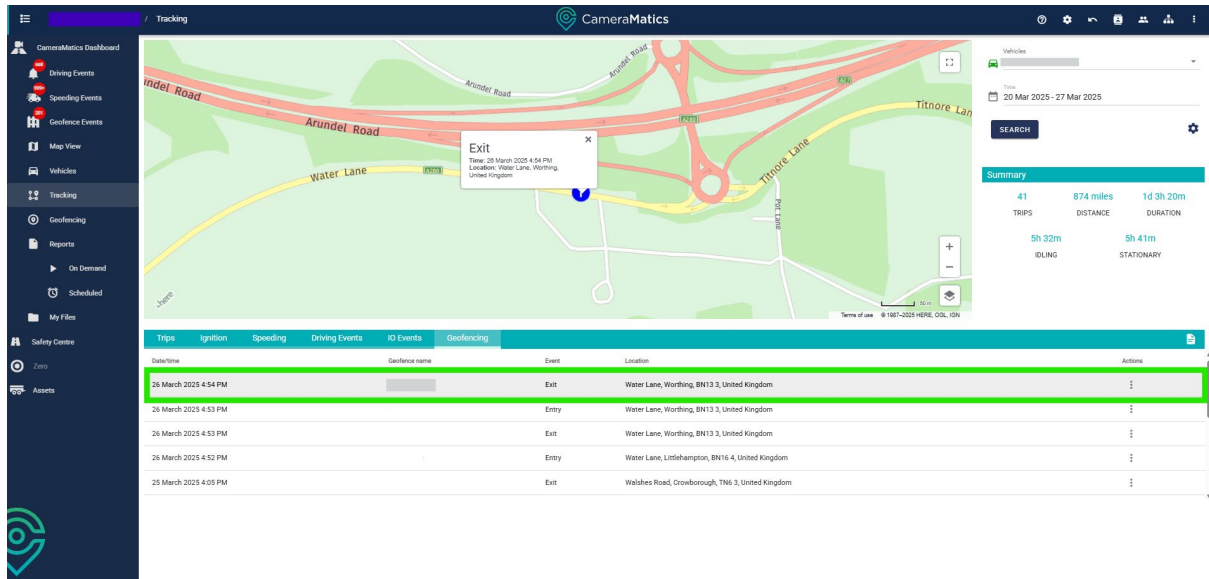 / Tracking
CameraMatics
CameraMatics Dashboard
Driving Events
999+
Speeding Events
Geofence Events
Map View
Vehicles
Tracking
Geofencing
Reports
On Demand
Scheduled
My Files
Safety Centre
Zero
Assets
Arundel Road
Arundel Road
Arundel Road
Arundel Road
A27
A280
A280
Titnore Lane
Titnore Lane
Water Lane
Pot Lane
Exit
Time: 26 March 2025 4:54 PM
Location: Water Lane, Worthing,
United Kingdom
50 m
Terms of use © 1987–2025 HERE, OGL, IGN
Vehicles
Time
20 Mar 2025 - 27 Mar 2025
SEARCH
Summary
41 874 miles 1d 3h 20m
TRIPS DISTANCE DURATION
5h 32m 5h 41m
IDLING STATIONARY
Trips Ignition Speeding Driving Events IO Events Geofencing
Date/time Geofence name Event Location Actions
26 March 2025 4:54 PM Exit Water Lane, Worthing, BN13 3, United Kingdom
26 March 2025 4:53 PM Entry Water Lane, Worthing, BN13 3, United Kingdom
26 March 2025 4:53 PM Exit Water Lane, Worthing, BN13 3, United Kingdom
26 March 2025 4:52 PM Entry Water Lane, Littlehampton, BN16 4, United Kingdom
25 March 2025 4:05 PM Exit Walshes Road, Crowborough, TN6 3, United Kingdom